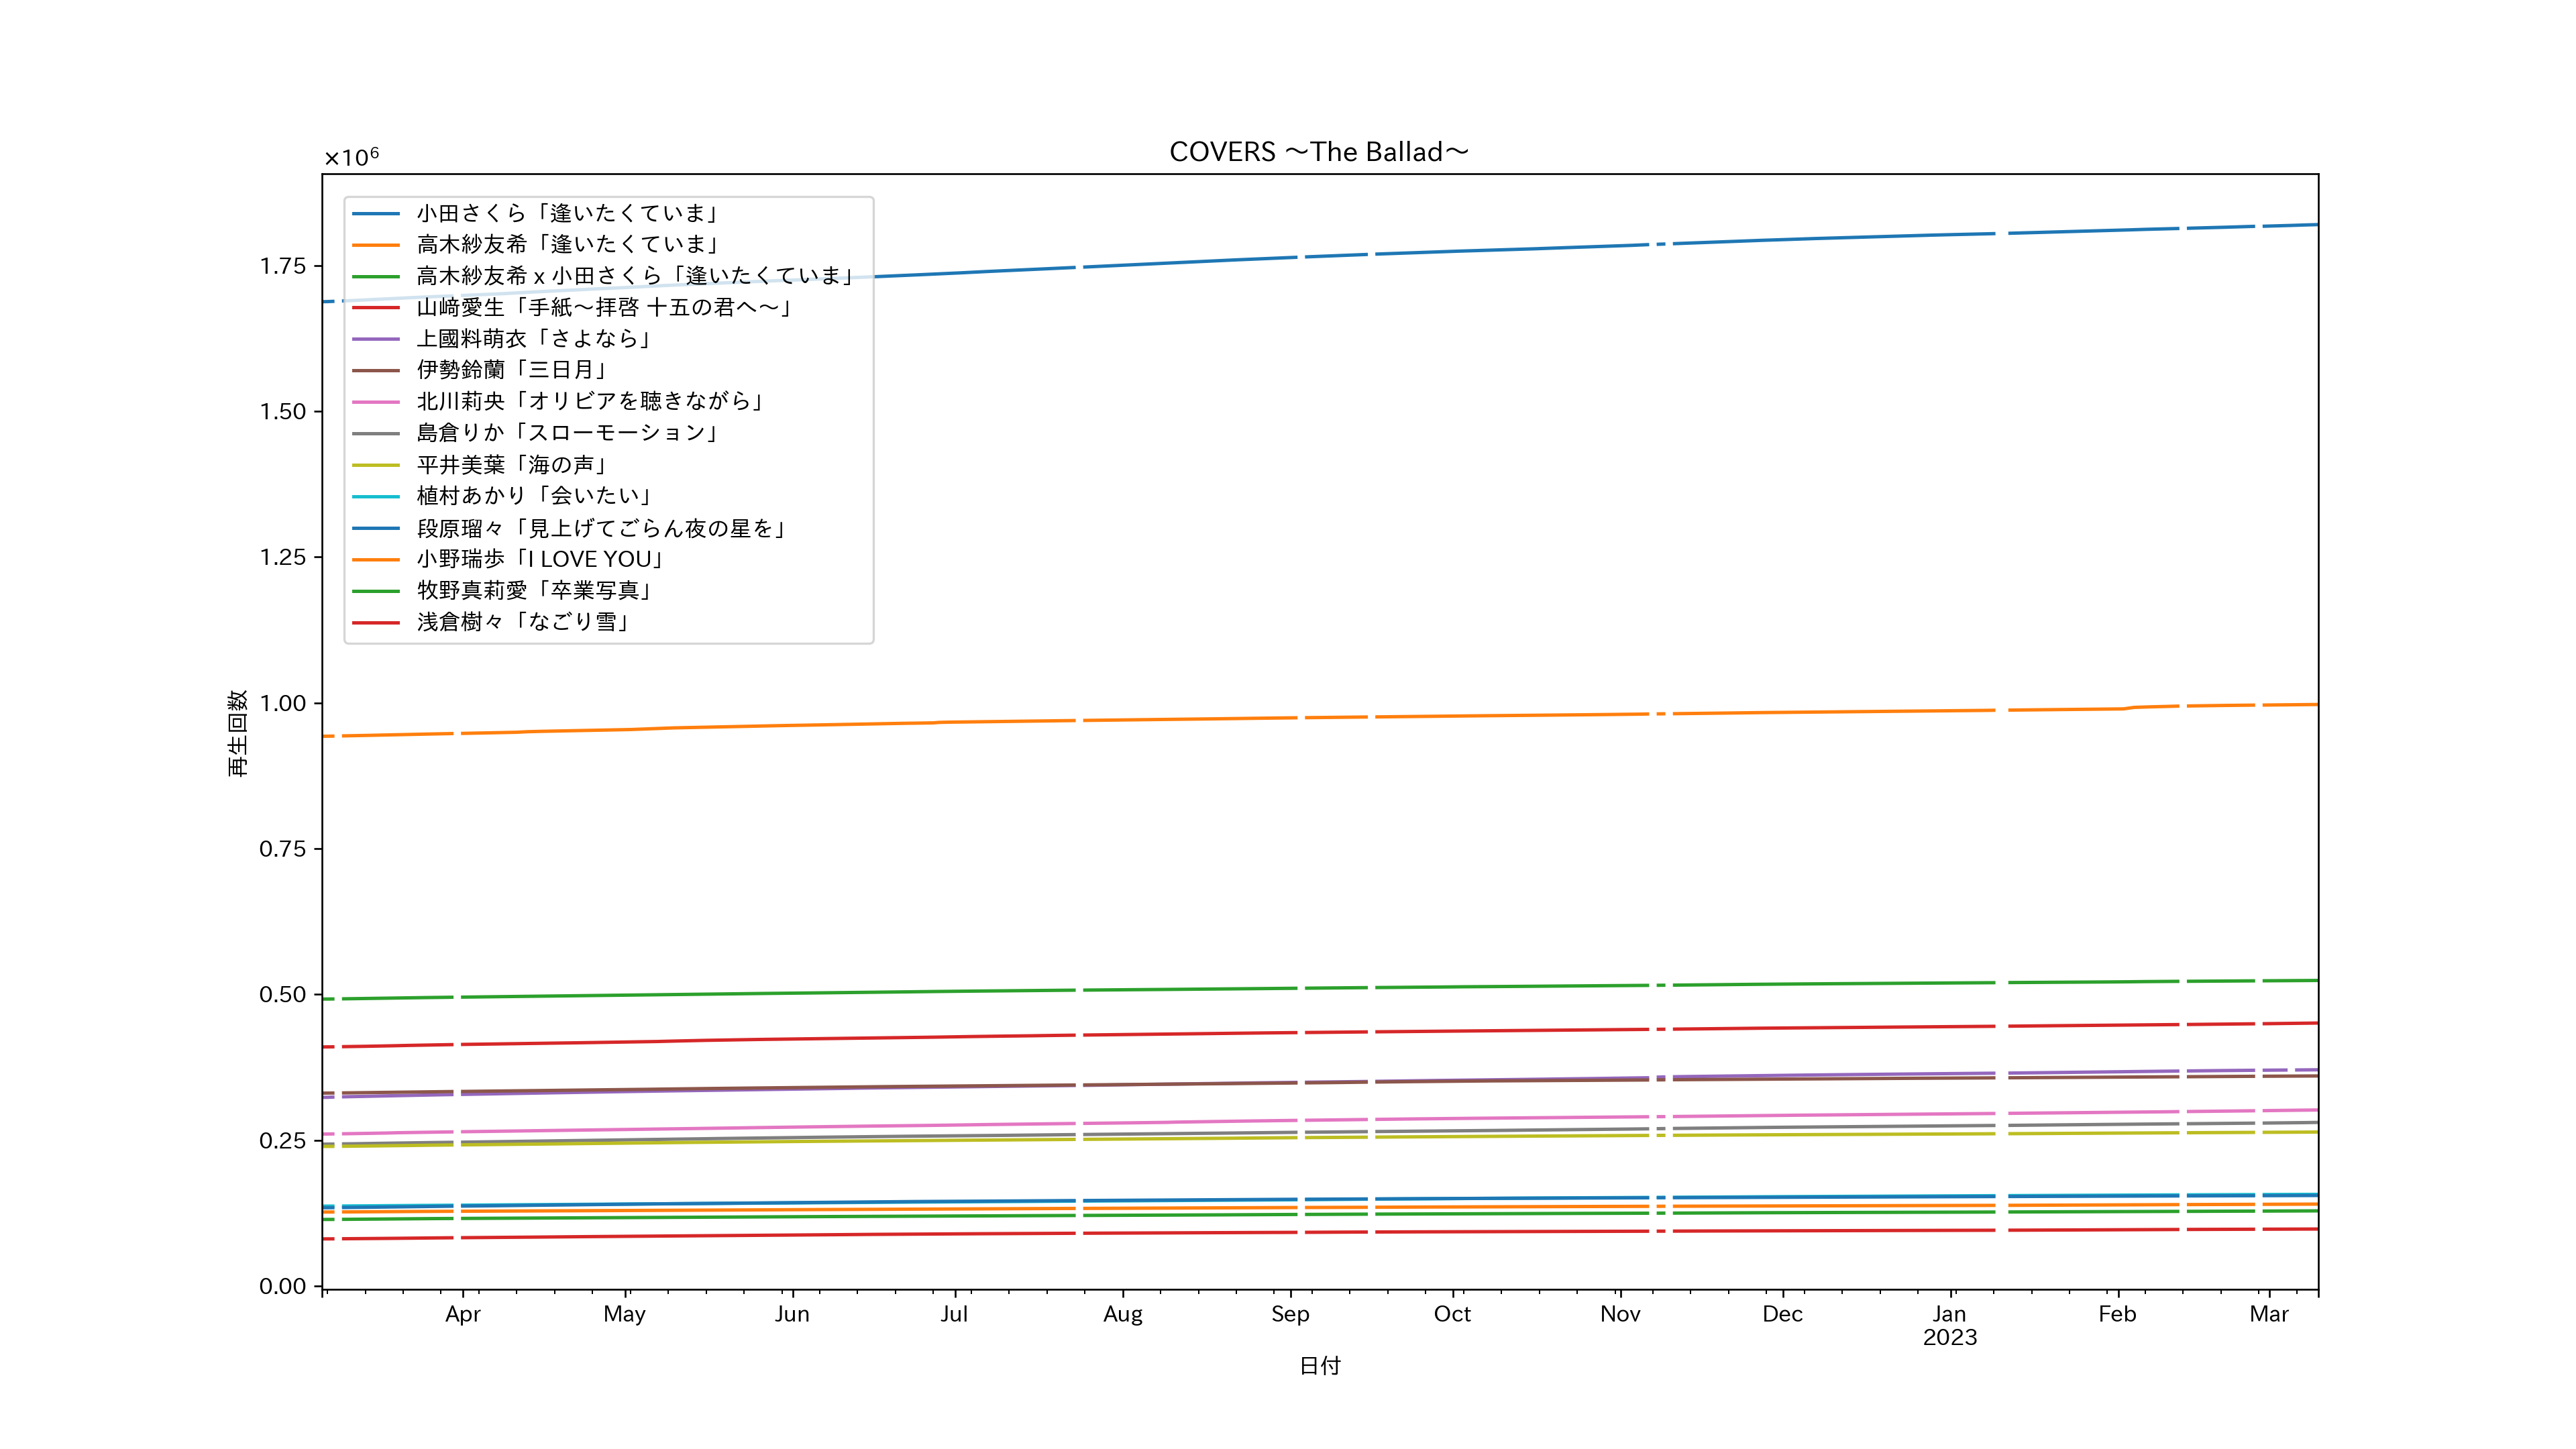 COVERS ～The Ballad～
×10⁶
小田さくら「逢いたくていま」
高木紗友希「逢いたくていま」
高木紗友希 x 小田さくら「逢いたくていま」
山﨑愛生「手紙～拝啓 十五の君へ～」
上國料萌衣「さよなら」
伊勢鈴蘭「三日月」
北川莉央「オリビアを聴きながら」
島倉りか「スローモーション」
平井美葉「海の声」
植村あかり「会いたい」
段原瑠々「見上げてごらん夜の星を」
小野瑞歩「I LOVE YOU」
牧野真莉愛「卒業写真」
浅倉樹々「なごり雪」
1.75
1.50
1.25
1.00
0.75
0.50
0.25
0.00
再生回数
Apr May Jun Jul Aug Sep Oct Nov Dec Jan Feb Mar
2023
日付